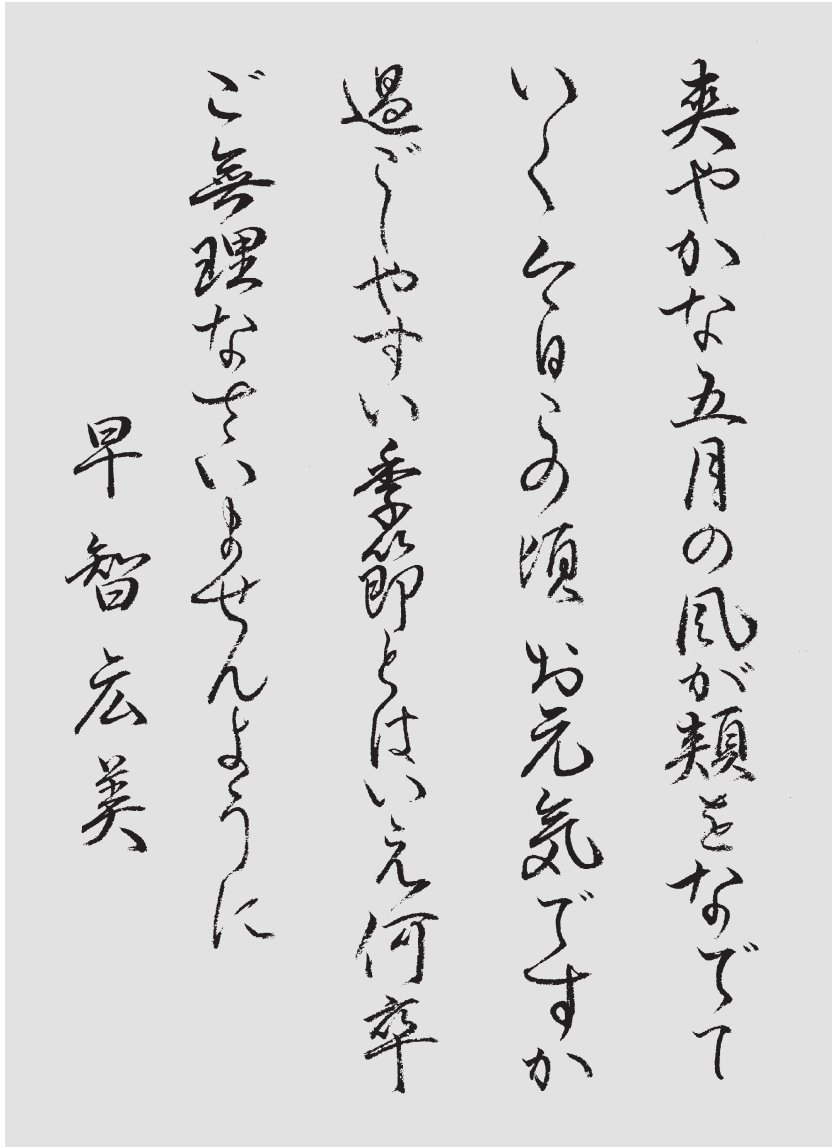 爽やかな五月の風が頬をなでて
いく今日この頃お元気ですか
過ごしやすい季節とはいえ何卒
ご無理なさいませんように
早智広美